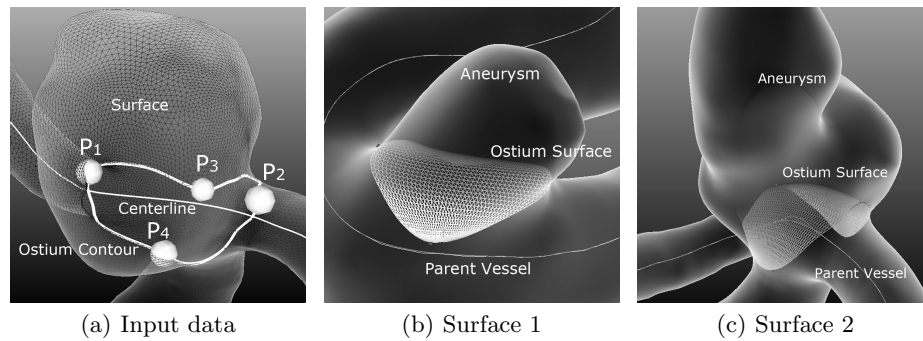 Surface
P1
P3
P2
Centerline
P4
Ostium Contour
(a) Input data
Aneurysm
Ostium Surface
Parent Vessel
(b) Surface 1
Aneurysm
Ostium Surface
Parent Vessel
(c) Surface 2